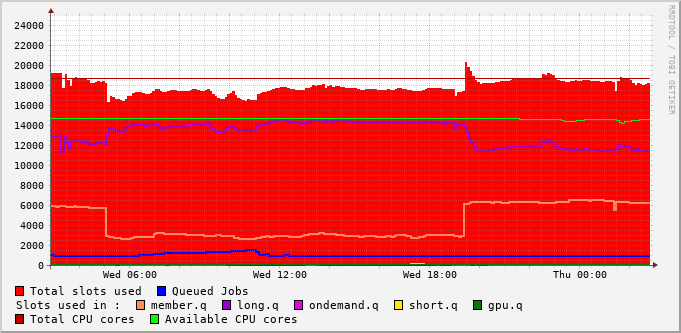 24000
22000
20000
18000
16000
14000
12000
10000
8000
6000
4000
2000
0
Wed 06:00 Wed 12:00 Wed 18:00 Thu 00:00
RRDTOOL / TOBI OETIKER
Total slots used Queued Jobs
Slots used in : member.q long.q ondemand.q short.q gpu.q
Total CPU cores Available CPU cores